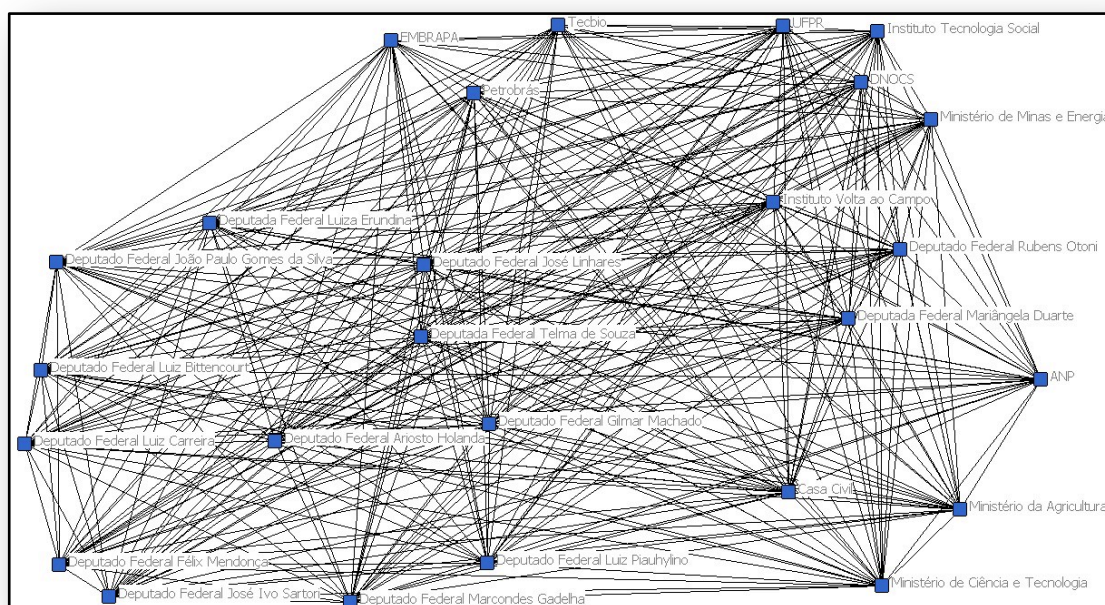 Tecbio
UFPR
Instituto Tecnologia Social
EMBRAPA
DNOCS
Petrobrás
Ministério de Minas e Energia
Instituto Volta ao Campo
Deputada Federal Luiza Erundina
Deputado Federal Rubens Otoni
Deputado Federal João Paulo Gomes da Silva
Deputado Federal José Linhares
Deputada Federal Mariângela Duarte
Deputada Federal Telma de Souza
Deputado Federal Luiz Bittencourt
ANP
Deputado Federal Gilmar Machado
Deputado Federal Luiz Carreira
Deputado Federal Ariosto Holanda
Casa Civil
Ministério da Agricultura
Deputado Federal Félix Mendonça
Deputado Federal Luiz Piauhylino
Ministério de Ciência e Tecnologia
Deputado Federal José Ivo Sartori
Deputado Federal Marcondes Gadelha